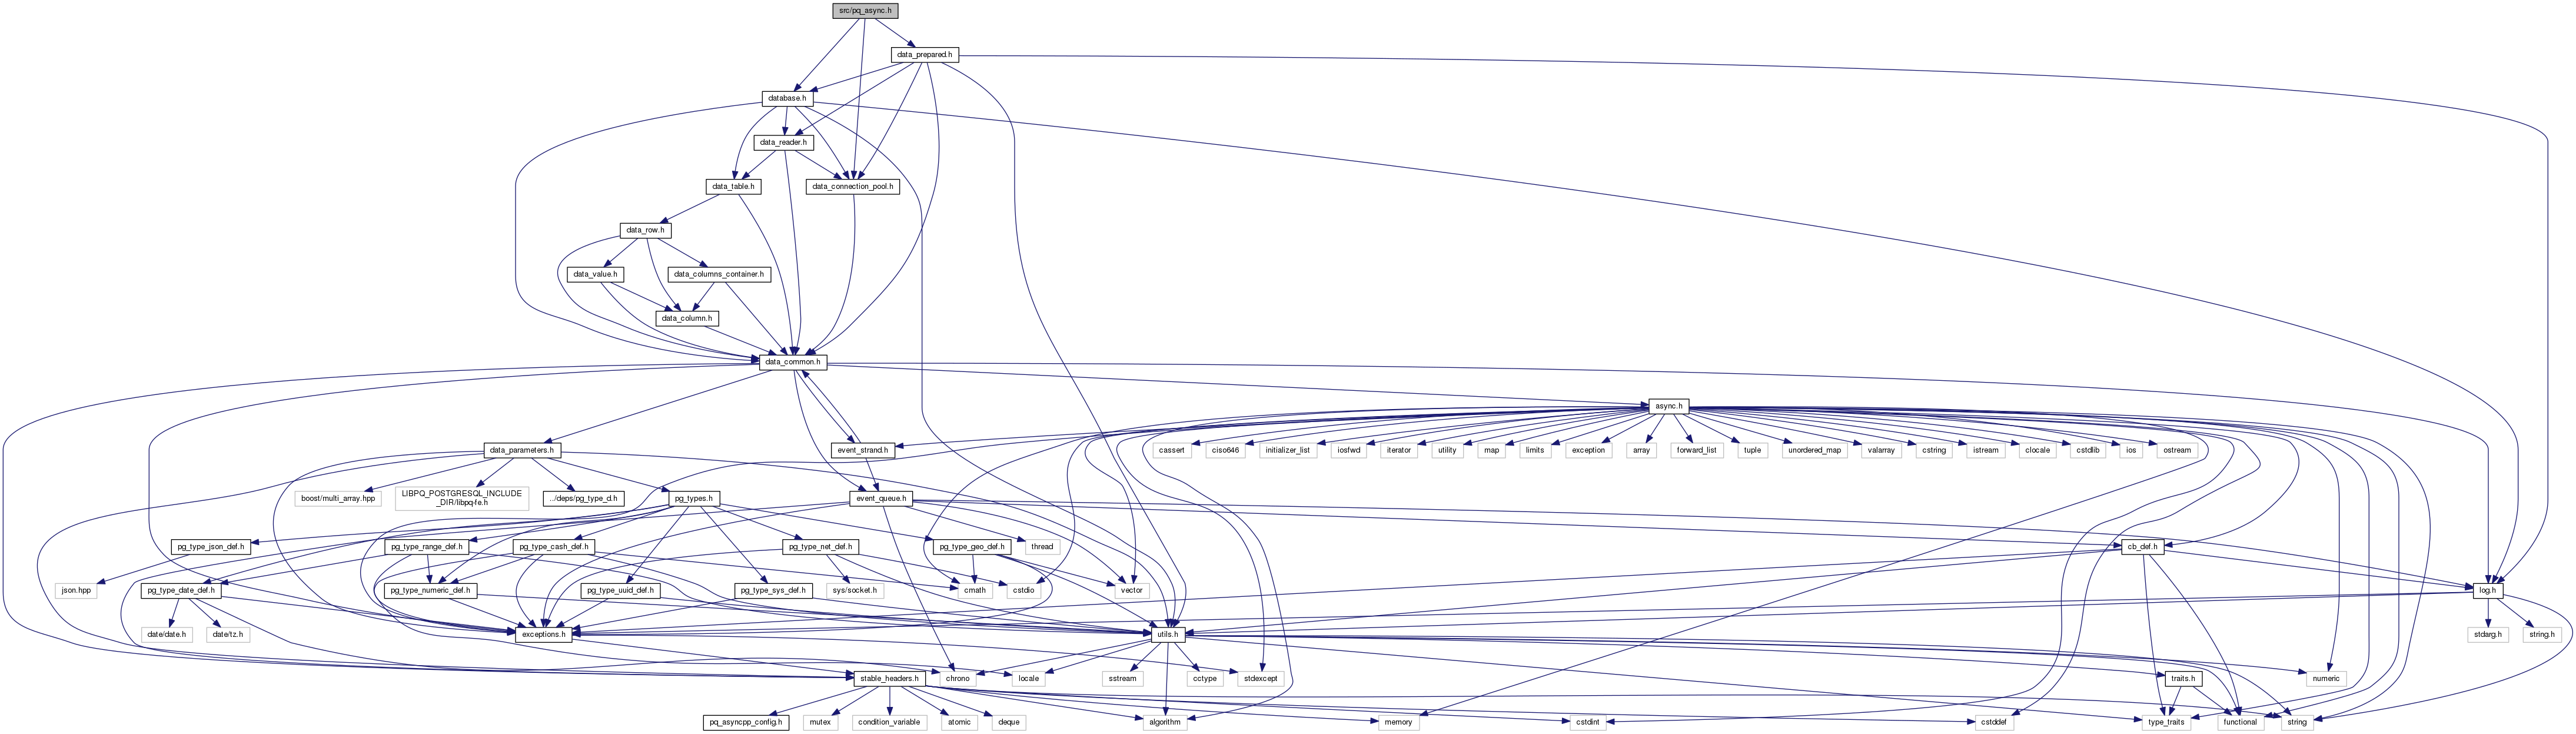 src/pq_async.h
data_prepared.h
database.h
data_reader.h
data_table.h
data_connection_pool.h
data_row.h
data_value.h
data_columns_container.h
data_column.h
data_common.h
async.h
data_parameters.h
event_strand.h
cassert
ciso646
initializer_list
iosfwd
iterator
utility
map
limits
exception
array
forward_list
tuple
unordered_map
valarray
cstring
istream
clocale
cstdlib
ios
ostream
boost/multi_array.hpp
LIBPQ_POSTGRESQL_INCLUDE
_DIR/libpq-fe.h
../deps/pg_type_d.h
pg_types.h
event_queue.h
pg_type_json_def.h
pg_type_range_def.h
pg_type_cash_def.h
pg_type_net_def.h
pg_type_geo_def.h
thread
cb_def.h
json.hpp
pg_type_date_def.h
pg_type_numeric_def.h
pg_type_uuid_def.h
pg_type_sys_def.h
sys/socket.h
cmath
cstdio
vector
log.h
date/date.h
date/tz.h
exceptions.h
utils.h
stdarg.h
string.h
stable_headers.h
chrono
locale
sstream
cctype
stdexcept
traits.h
numeric
pq_asyncpp_config.h
mutex
condition_variable
atomic
deque
algorithm
memory
cstdint
cstddef
type_traits
functional
string